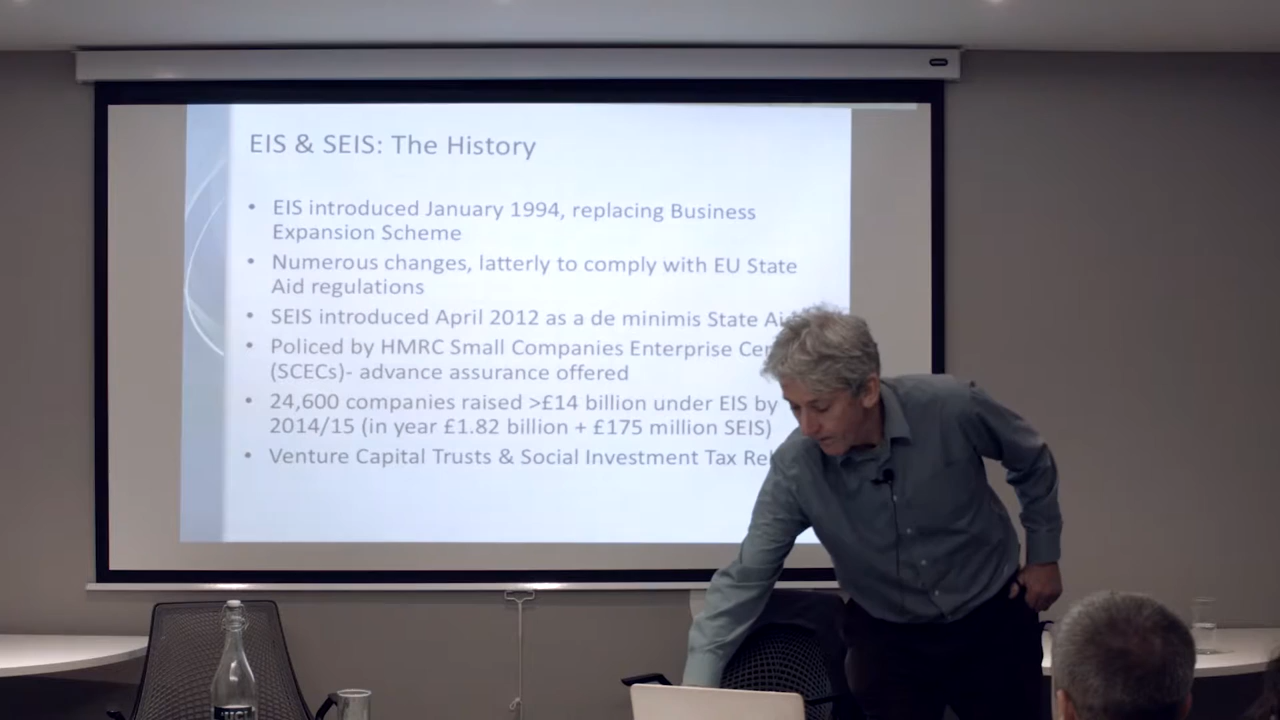 EIS & SEIS: The History
• EIS introduced January 1994, replacing Business
Expansion Scheme
• Numerous changes, latterly to comply with EU State
Aid regulations
• SEIS introduced April 2012 as a de minimis State Aid
• Policed by HMRC Small Companies Enterprise Cen
(SCECs)- advance assurance offered
• 24,600 companies raised >£14 billion under EIS by
2014/15 (in year £1.82 billion + £175 million SEIS)
• Venture Capital Trusts & Social Investment Tax Rel